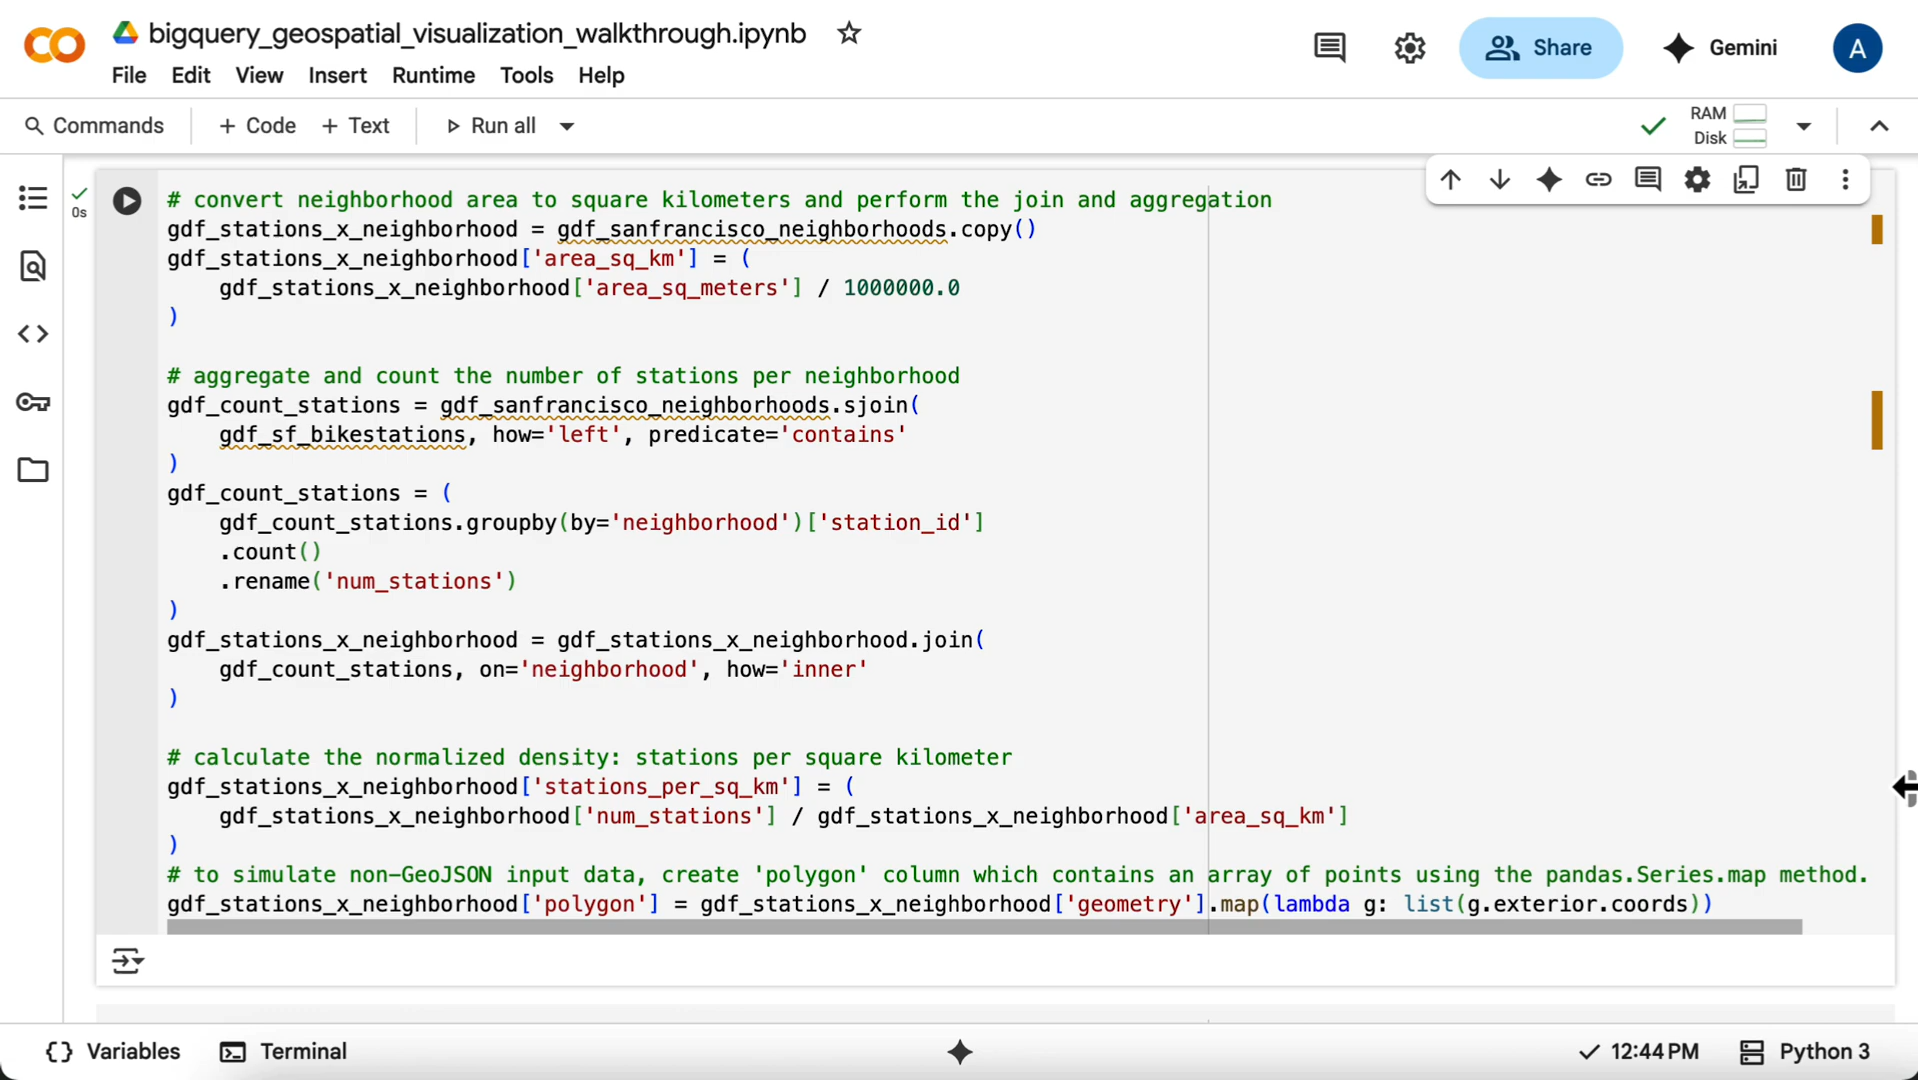 bigquery_geospatial_visualization_walkthrough.ipynb
Share
Gemini
A
File Edit View Insert Runtime Tools Help
Commands
+ Code + Text
Run all
RAM
Disk
0s
# convert neighborhood area to square kilometers and perform the join and aggregation
gdf_stations_x_neighborhood = gdf_sanfrancisco_neighborhoods.copy()
gdf_stations_x_neighborhood['area_sq_km'] = (
    gdf_stations_x_neighborhood['area_sq_meters'] / 1000000.0
)
# aggregate and count the number of stations per neighborhood
gdf_count_stations = gdf_sanfrancisco_neighborhoods.sjoin(
    gdf_sf_bikestations, how='left', predicate='contains'
)
gdf_count_stations = (
    gdf_count_stations.groupby(by='neighborhood')['station_id']
    .count()
    .rename('num_stations')
)
gdf_stations_x_neighborhood = gdf_stations_x_neighborhood.join(
    gdf_count_stations, on='neighborhood', how='inner'
)
# calculate the normalized density: stations per square kilometer
gdf_stations_x_neighborhood['stations_per_sq_km'] = (
    gdf_stations_x_neighborhood['num_stations'] / gdf_stations_x_neighborhood['area_sq_km']
)
# to simulate non-GeoJSON input data, create 'polygon' column which contains an array of points using the pandas.Series.map method.
gdf_stations_x_neighborhood['polygon'] = gdf_stations_x_neighborhood['geometry'].map(lambda g: list(g.exterior.coords))
Variables
Terminal
12:44 PM
Python 3